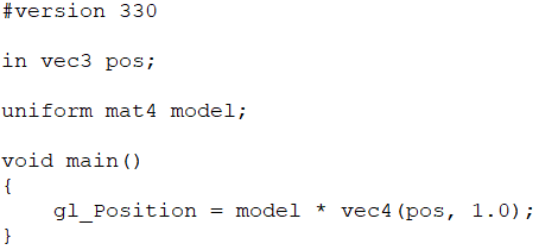 #version 330
in vec3 pos;
uniform mat4 model;
void main()
{
    gl_Position = model * vec4(pos, 1.0);
}